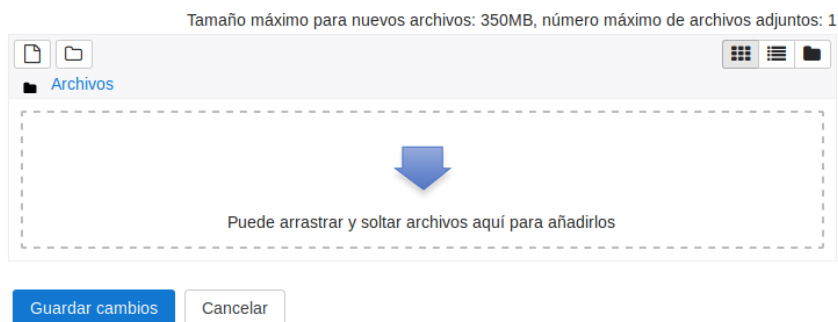 Tamaño máximo para nuevos archivos: 350MB, número máximo de archivos adjuntos: 1
Archivos
Puede arrastrar y soltar archivos aquí para añadirlos
Guardar cambios Cancelar